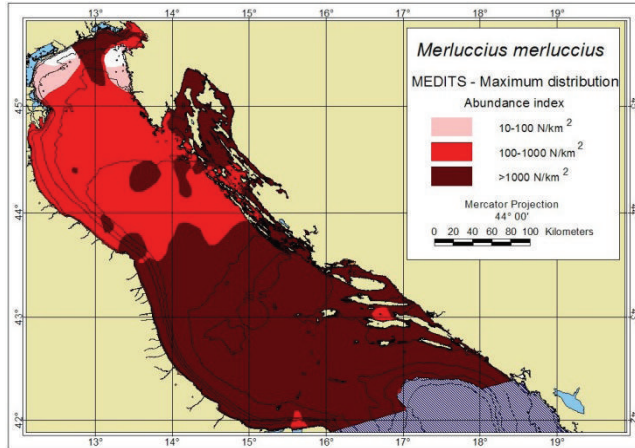 13° 14° 15° 16° 17° 18° 19°
Merluccius merluccius
MEDITS - Maximum distribution
Abundance index
10-100 N/km²
100-1000 N/km²
>1000 N/km²
Mercator Projection
44° 00'
0 20 40 60 80 100 Kilometers
45°
44°
43°
42°
13° 14° 15° 16° 17° 18° 19°